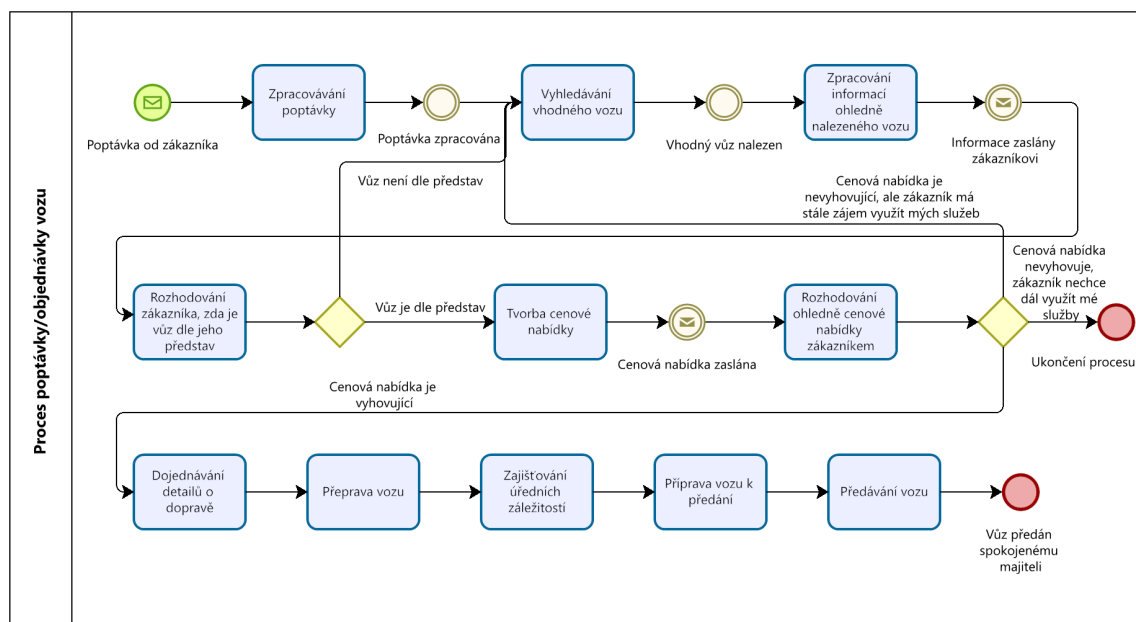 Proces poptávky/objednávky vozu
Zpracovávání
poptávky
Vyhledávání
vhodného vozu
Zpracování
informací
ohledně
nalezeného vozu
Poptávka od zákazníka
Poptávka zpracována
Vhodný vůz nalezen
Informace zaslány
zákazníkovi
Vůz není dle představ
Cenová nabídka je
nevyhovující, ale zákazník má
stále zájem využít mých služeb
Cenová nabídka
nevyhovuje,
zákazník nechce
dál využít mé
služby
Rozhodování
zákazníka, zda je
vůz dle jeho
představ
Vůz je dle představ
Tvorba cenové
nabídky
Cenová nabídka zaslána
Rozhodování
ohledně cenové
nabídky
zákazníkem
Ukončení procesu
Cenová nabídka je
vyhovující
Dojednávání
detailů o
dopravě
Přeprava vozu
Zajišťování
úředních
záležitostí
Příprava vozu k
předání
Předávání vozu
Vůz předán
spokojenému
majiteli